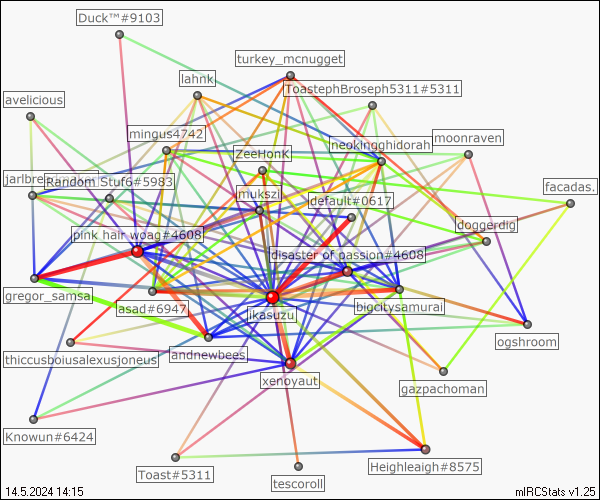 Duck™#9103
turkey_mcnugget
lahnk
ToastephBroseph5311#5311
avelicious
mingus4742
neokingghidorah
moonraven
ZeeHonK
Random Stuf6#5983
mukszi
default#0617
facadas.
doggerdig
pink hair woag#4608
disaster of passion#4608
gregor_samsa
asad#6947
ikasuzu
bigcitysamurai
ogshroom
thiccusboiusalexusjoneus
andnewbees
xenoyaut
gazpachoman
Knowun#6424
Toast#5311
tescoroll
Heighleaigh#8575
14.5.2024 14:15
mIRCStats v1.25